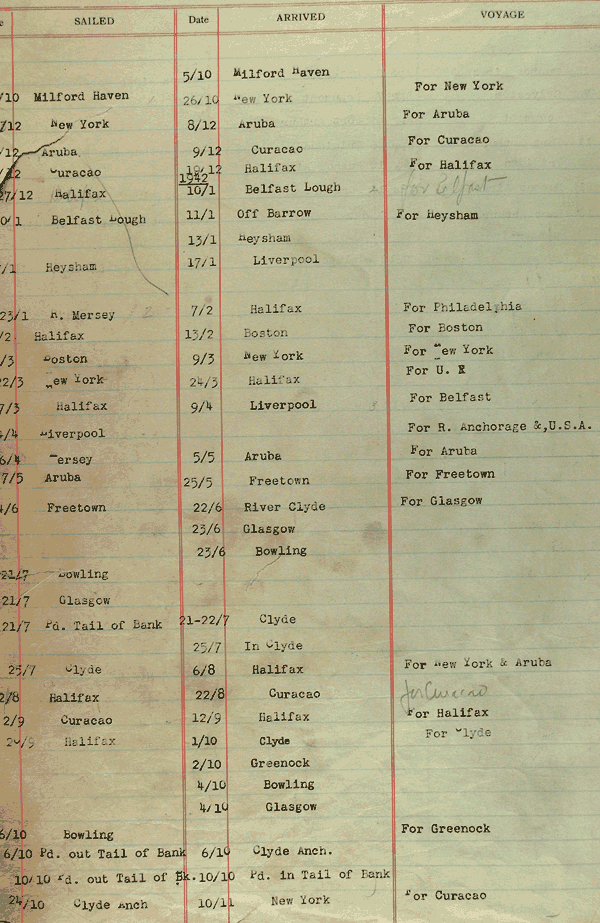 SAILED Date ARRIVED VOYAGE
5/10 Milford Haven
/10 Milford Haven 26/10 New York For New York
/12 New York 8/12 Aruba For Aruba
/12 Aruba 9/12 Curacao For Curacao
/12 Curacao 19/12 Halifax For Halifax
1942
27/12 Halifax 10/1 Belfast Lough for Belfast
0/1 Belfast Lough 11/1 Off Barrow For Heysham
13/1 Heysham
/1 Heysham 17/1 Liverpool
23/1 R. Mersey 7/2 Halifax For Philadelphia
/2 Halifax 13/2 Boston For Boston
/3 Boston 9/3 New York For New York
22/3 New York 24/3 Halifax For U. K
7/3 Halifax 9/4 Liverpool For Belfast
/4 Liverpool For R. Anchorage &,U.S.A.
6/4 Mersey 5/5 Aruba For Aruba
7/5 Aruba 25/5 Freetown For Freetown
4/6 Freetown 22/6 River Clyde For Glasgow
23/6 Glasgow
23/6 Bowling
21/7 Bowling
21/7 Glasgow
21/7 Pd. Tail of Bank 21-22/7 Clyde
25/7 In Clyde
25/7 Clyde 6/8 Halifax For New York & Aruba
2/8 Halifax 22/8 Curacao for Curacao
2/9 Curacao 12/9 Halifax For Halifax
20/9 Halifax 1/10 Clyde For Clyde
2/10 Greenock
4/10 Bowling
4/10 Glasgow
6/10 Bowling For Greenock
6/10 Pd. out Tail of Bank 6/10 Clyde Anch.
10/10 Pd. out Tail of Bk. 10/10 Pd. in Tail of Bank
24/10 Clyde Anch 10/11 New York For Curacao